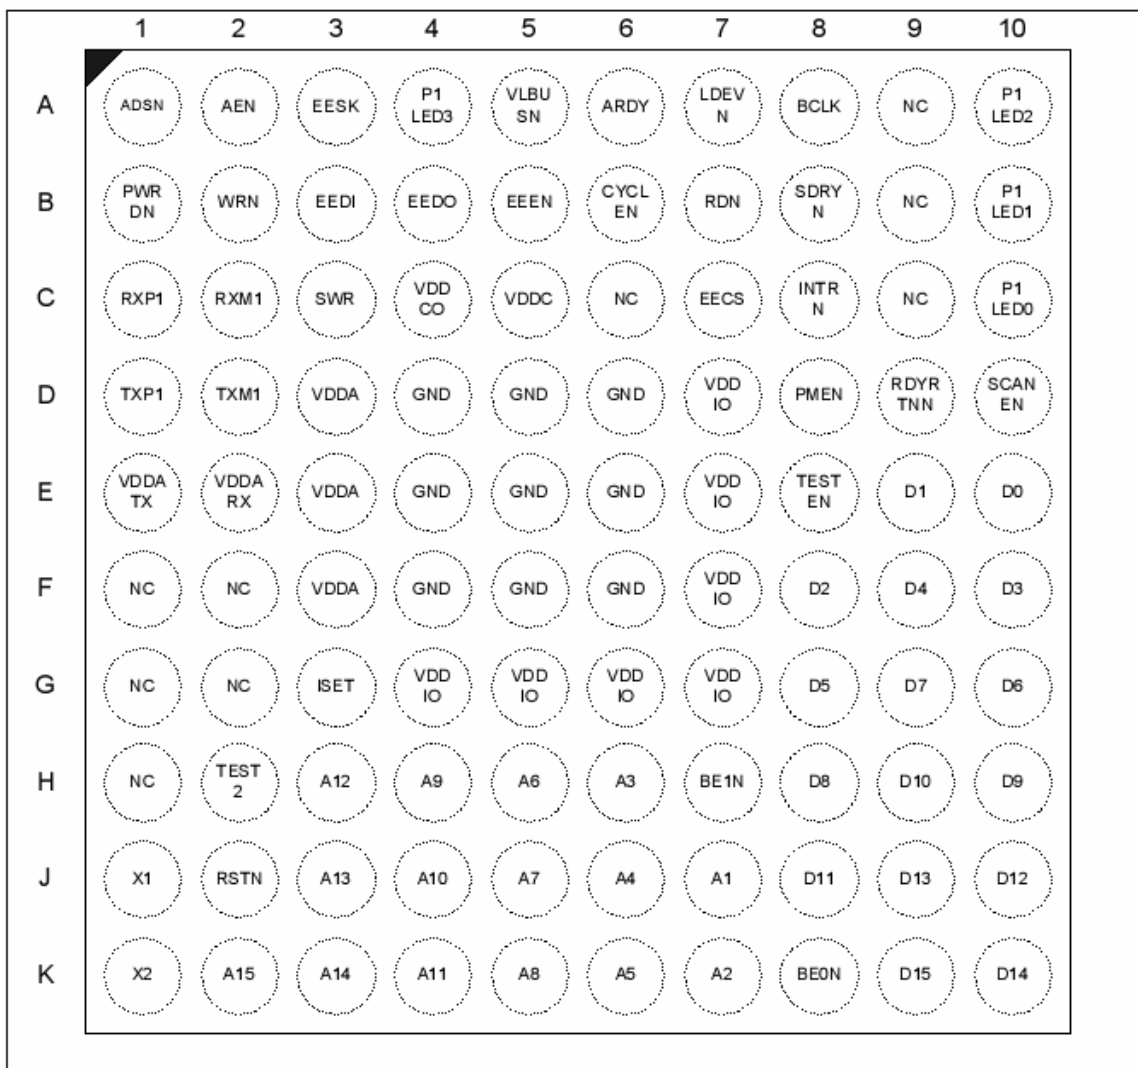 1 2 3 4 5 6 7 8 9 10
A ADSN AEN EESK P1 LED3 VLBU SN ARDY LDEV N BCLK NC P1 LED2
B PWR DN WRN EEDI EEDO EEEN CYCL EN RDN SDRY N NC P1 LED1
C RXP1 RXM1 SWR VDD CO VDDC NC EECS INTR N NC P1 LED0
D TXP1 TXM1 VDDA GND GND GND VDD IO PMEN RDYR TNN SCAN EN
E VDDA TX VDDA RX VDDA GND GND GND VDD IO TEST EN D1 D0
F NC NC VDDA GND GND GND VDD IO D2 D4 D3
G NC NC ISET VDD IO VDD IO VDD IO VDD IO D5 D7 D6
H NC TEST 2 A12 A9 A6 A3 BE1N D8 D10 D9
J X1 RSTN A13 A10 A7 A4 A1 D11 D13 D12
K X2 A15 A14 A11 A8 A5 A2 BE0N D15 D14